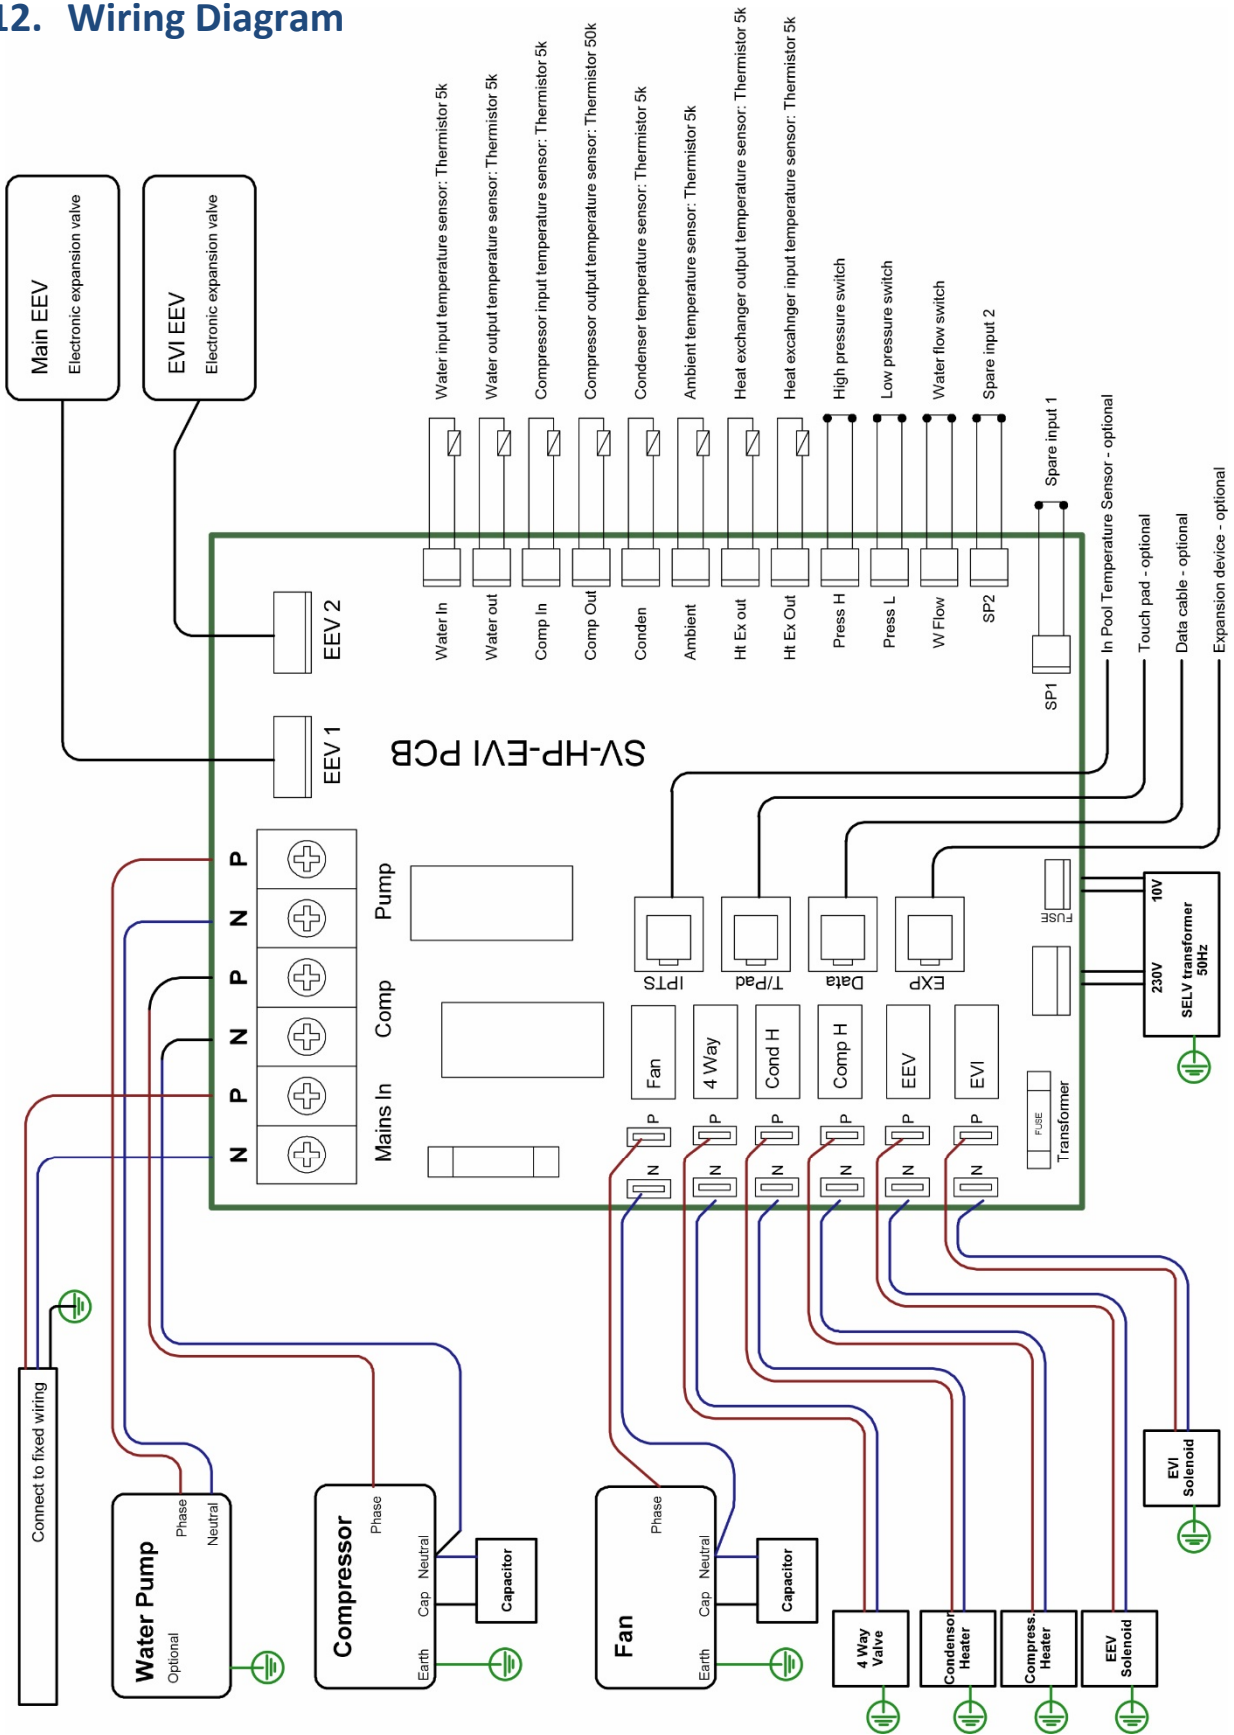 12. Wiring Diagram
Main EEV
Electronic expansion valve
EVI EEV
Electronic expansion valve
Water input temperature sensor: Thermistor 5k
Water output temperature sensor: Thermistor 5k
Compressor input temperature sensor: Thermistor 5k
Compressor output temperature sensor: Thermistor 50k
Condenser temperature sensor: Thermistor 5k
Ambient temperature sensor: Thermistor 5k
Heat exchanger output temperature sensor: Thermistor 5k
Heat excahnger input temperature sensor: Thermistor 5k
High pressure switch
Low pressure switch
Water flow switch
Spare input 2
Spare input 1
In Pool Temperature Sensor - optional
Touch pad - optional
Data cable - optional
Expansion device - optional
EEV 2
EEV 1
Water In
Water out
Comp In
Comp Out
Conden
Ambient
Ht Ex out
Ht Ex Out
Press H
Press L
W Flow
SP2
SP1
SV-HP-EVI PCB
P
N
P
N
P
N
Pump
Comp
Mains In
IPTS
T/Pad
Data
EXP
FUSE
10V
230V
SELV transformer
50Hz
Fan
4 Way
Cond H
Comp H
EEV
EVI
P
P
P
P
P
P
N
N
N
N
N
N
FUSE
Transformer
Connect to fixed wiring
Water Pump
Optional
Phase
Neutral
Compressor
Phase
Neutral
Cap
Earth
Capacitor
Fan
Phase
Neutral
Cap
Earth
Capacitor
4 Way
Valve
Condensor
Heater
Compress.
Heater
EEV
Solenoid
EVI
Solenoid